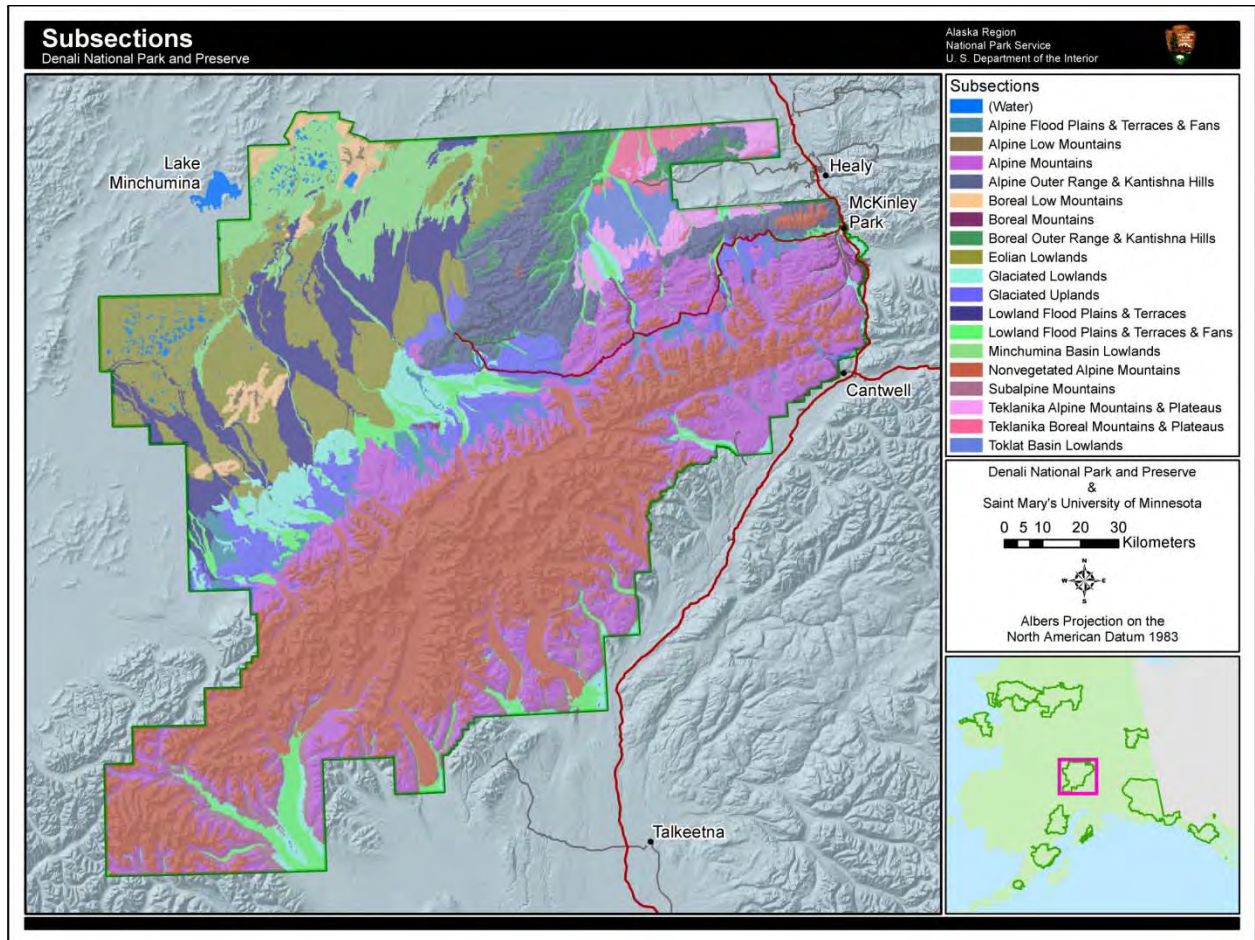 Subsections
Denali National Park and Preserve
Alaska Region
National Park Service
U. S. Department of the Interior
Lake
Minchumina
Healy
McKinley
Park
Cantwell
Talkeetna
Subsections
(Water)
Alpine Flood Plains & Terraces & Fans
Alpine Low Mountains
Alpine Mountains
Alpine Outer Range & Kantishna Hills
Boreal Low Mountains
Boreal Mountains
Boreal Outer Range & Kantishna Hills
Eolian Lowlands
Glaciated Lowlands
Glaciated Uplands
Lowland Flood Plains & Terraces
Lowland Flood Plains & Terraces & Fans
Minchumina Basin Lowlands
Nonvegetated Alpine Mountains
Subalpine Mountains
Teklanika Alpine Mountains & Plateaus
Teklanika Boreal Mountains & Plateaus
Toklat Basin Lowlands
Denali National Park and Preserve
&
Saint Mary's University of Minnesota
0 5 10 20 30
Kilometers
N
W E
S
Albers Projection on the
North American Datum 1983